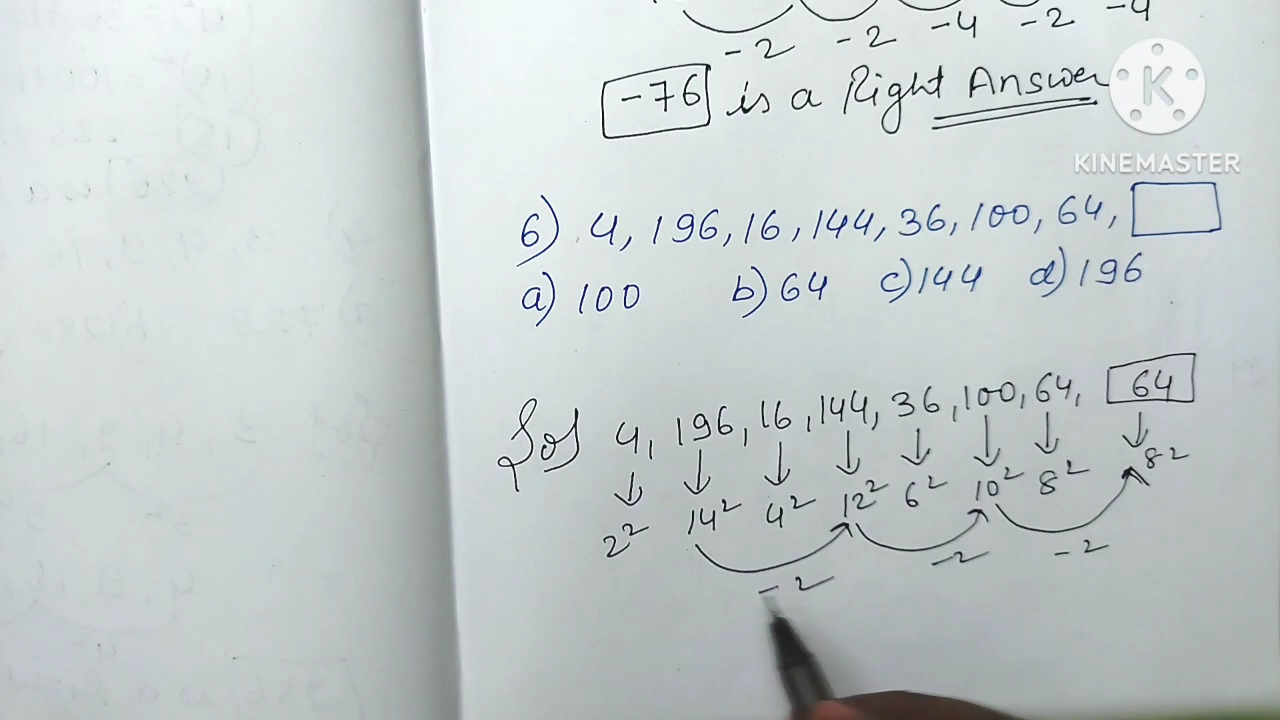 -2 -2 -4 -2 -4
-76 is a Right Answer
KINEMASTER
6) 4, 196, 16, 144, 36, 100, 64,
a) 100 b) 64 c) 144 d) 196
Sol 4, 196, 16, 144, 36, 100, 64, 64
2² 14² 4² 12² 6² 10² 8² 8²
-2 -2 -2